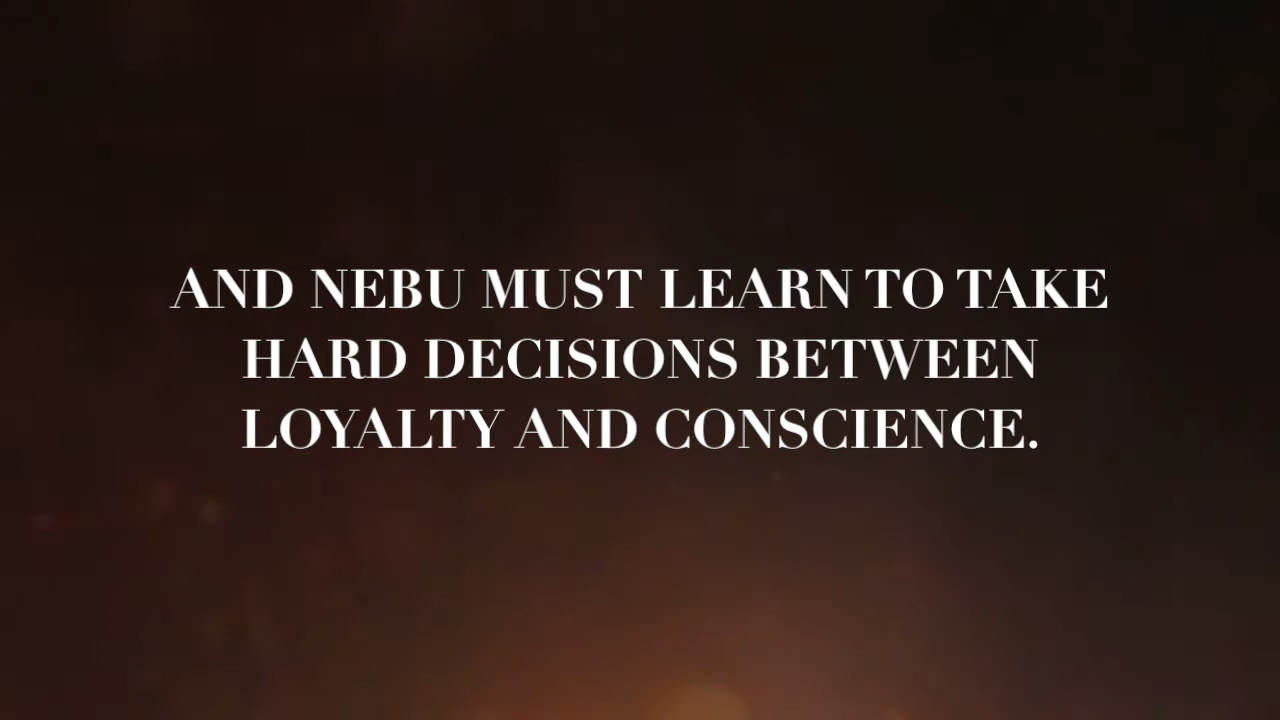 AND NEBU MUST LEARN TO TAKE
HARD DECISIONS BETWEEN
LOYALTY AND CONSCIENCE.